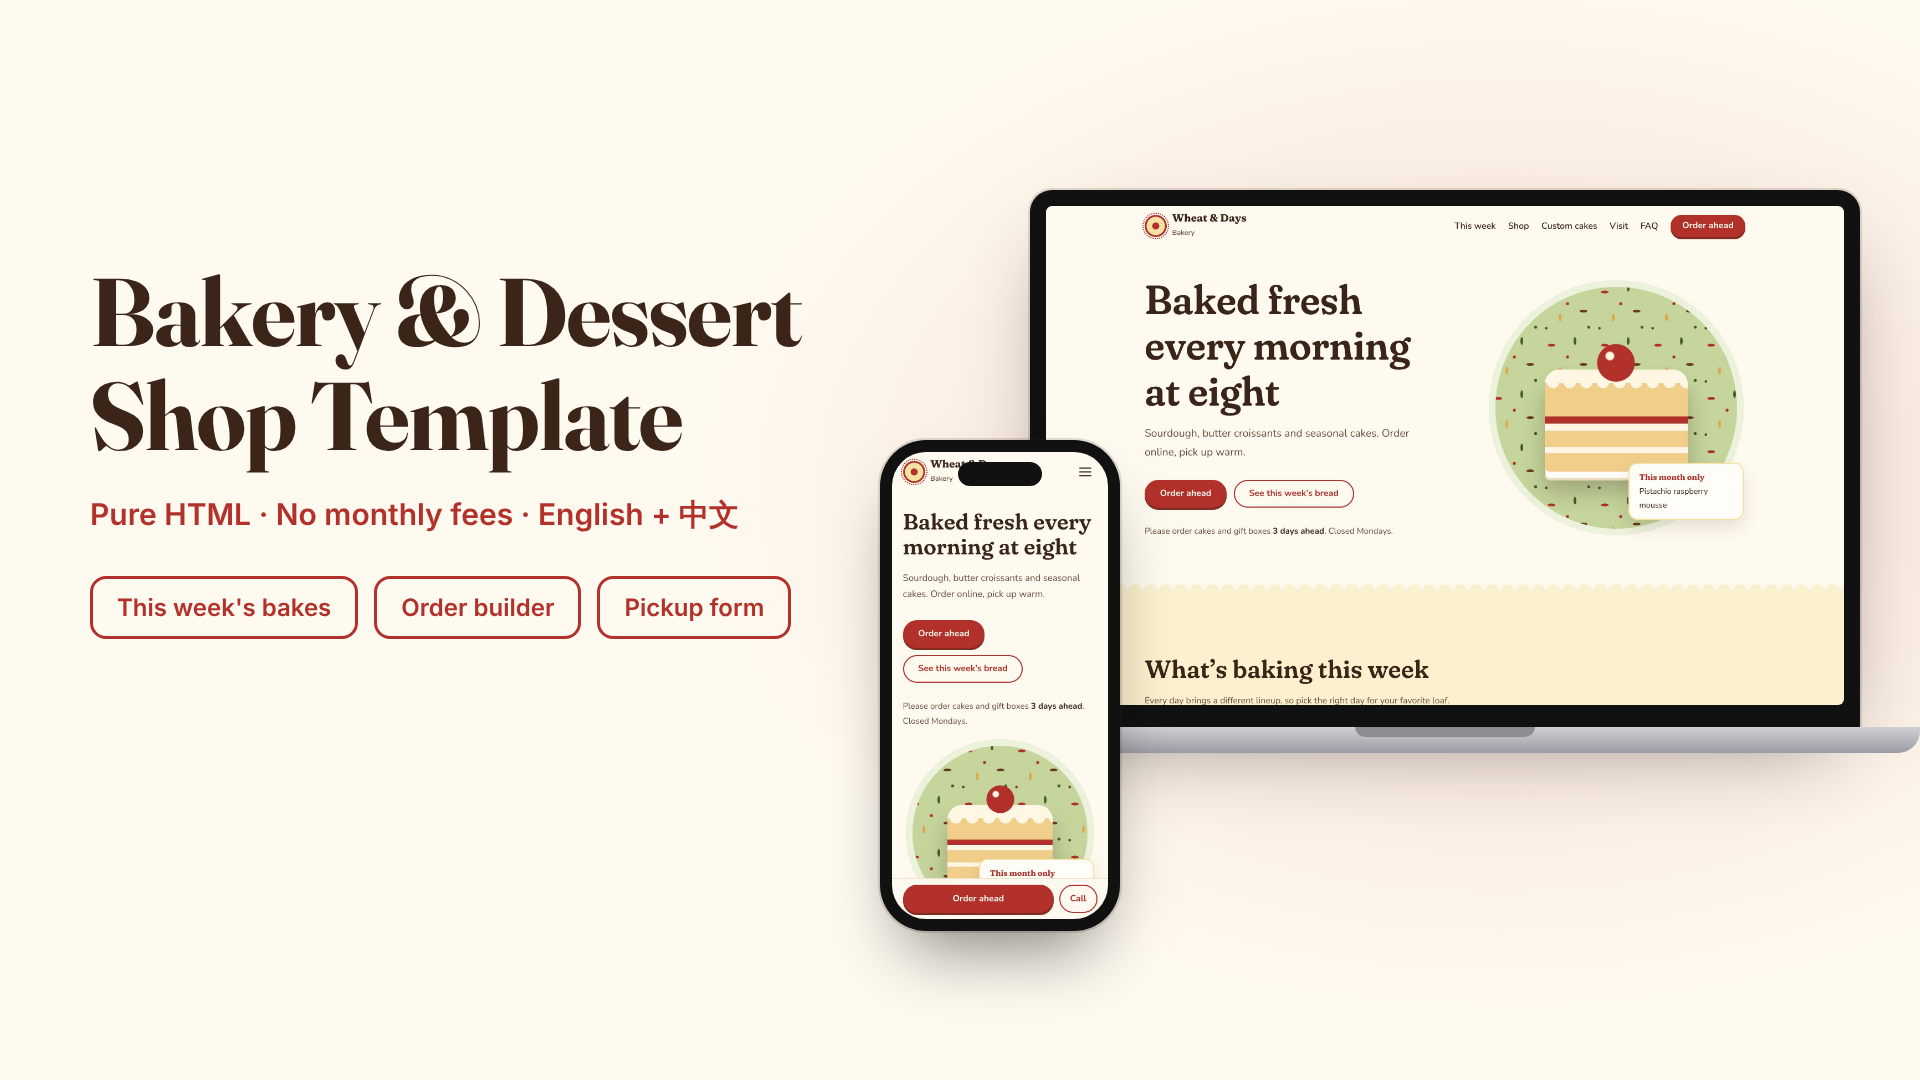 Bakery & Dessert
Shop Template
Pure HTML · No monthly fees · English + 中文
This week's bakes
Order builder
Pickup form
Wheat & Days
Bakery
This week
Shop
Custom cakes
Visit
FAQ
Order ahead
Baked fresh
every morning
at eight
Sourdough, butter croissants and seasonal cakes. Order
online, pick up warm.
Order ahead
See this week's bread
Please order cakes and gift boxes 3 days ahead. Closed Mondays.
This month only
Pistachio raspberry
mousse
What’s baking this week
Every day brings a different lineup, so pick the right day for your favorite loaf.
Bakery
Baked fresh every
morning at eight
Sourdough, butter croissants and seasonal
cakes. Order online, pick up warm.
Order ahead
See this week's bread
Please order cakes and gift boxes 3 days ahead.
Closed Mondays.
This month only
Order ahead
Call